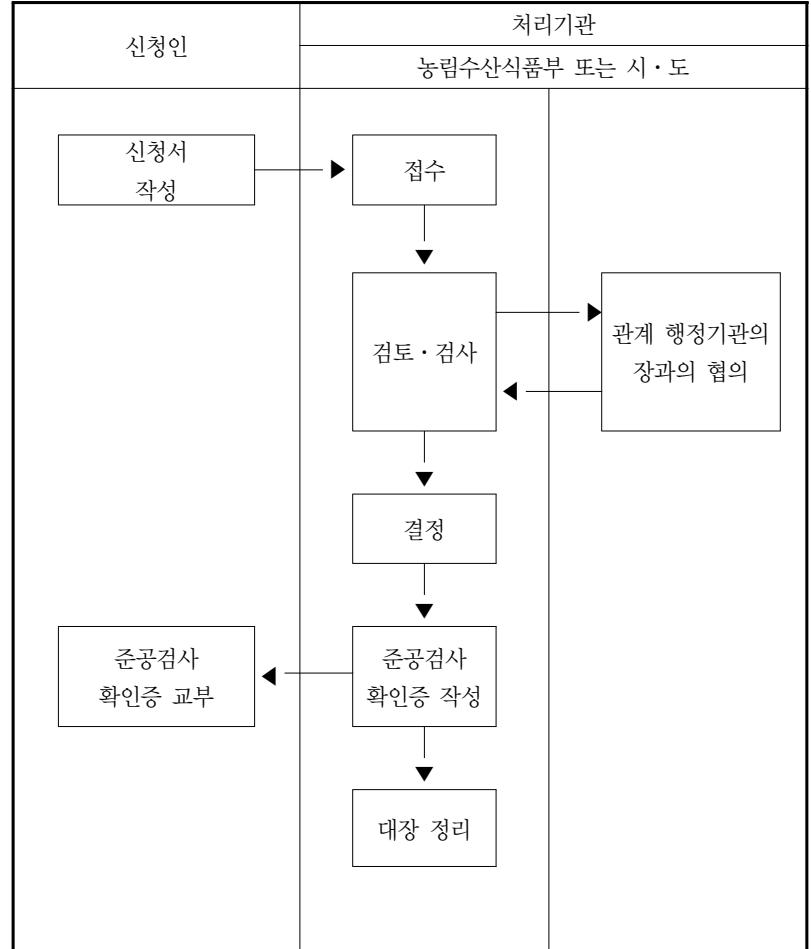 신청인
처리기관
농림수산식품부 또는 시·도
신청서
작성
접수
검토·검사
관계 행정기관의
장과의 협의
결정
준공검사
확인증 교부
준공검사
확인증 작성
대장 정리